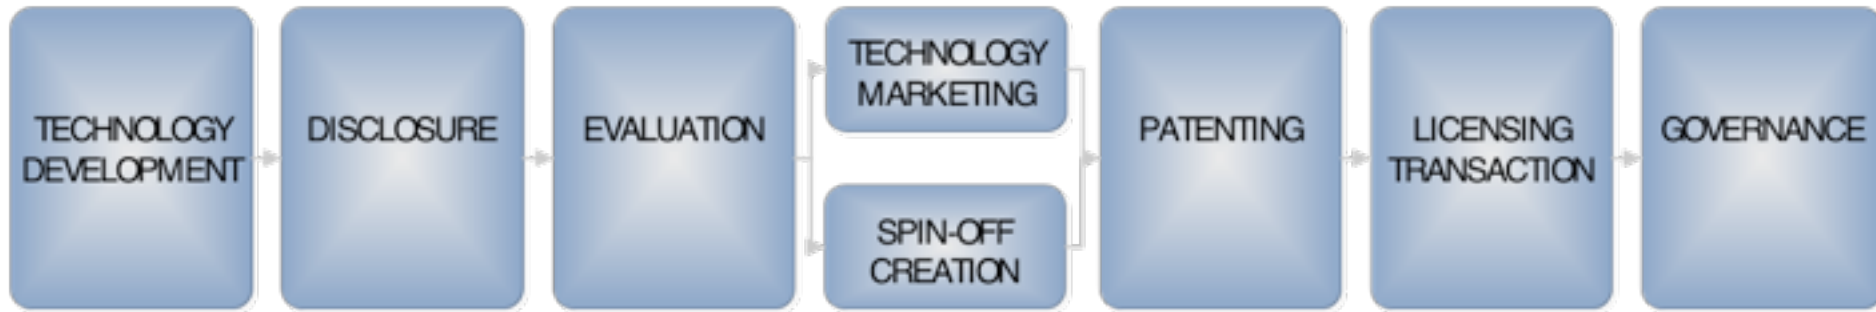 TECHNOLOGY
DEVELOPMENT
DISCLOSURE
EVALUATION
TECHNOLOGY
MARKETING
SPIN-OFF
CREATION
PATENTING
LICENSING
TRANSACTION
GOVERNANCE